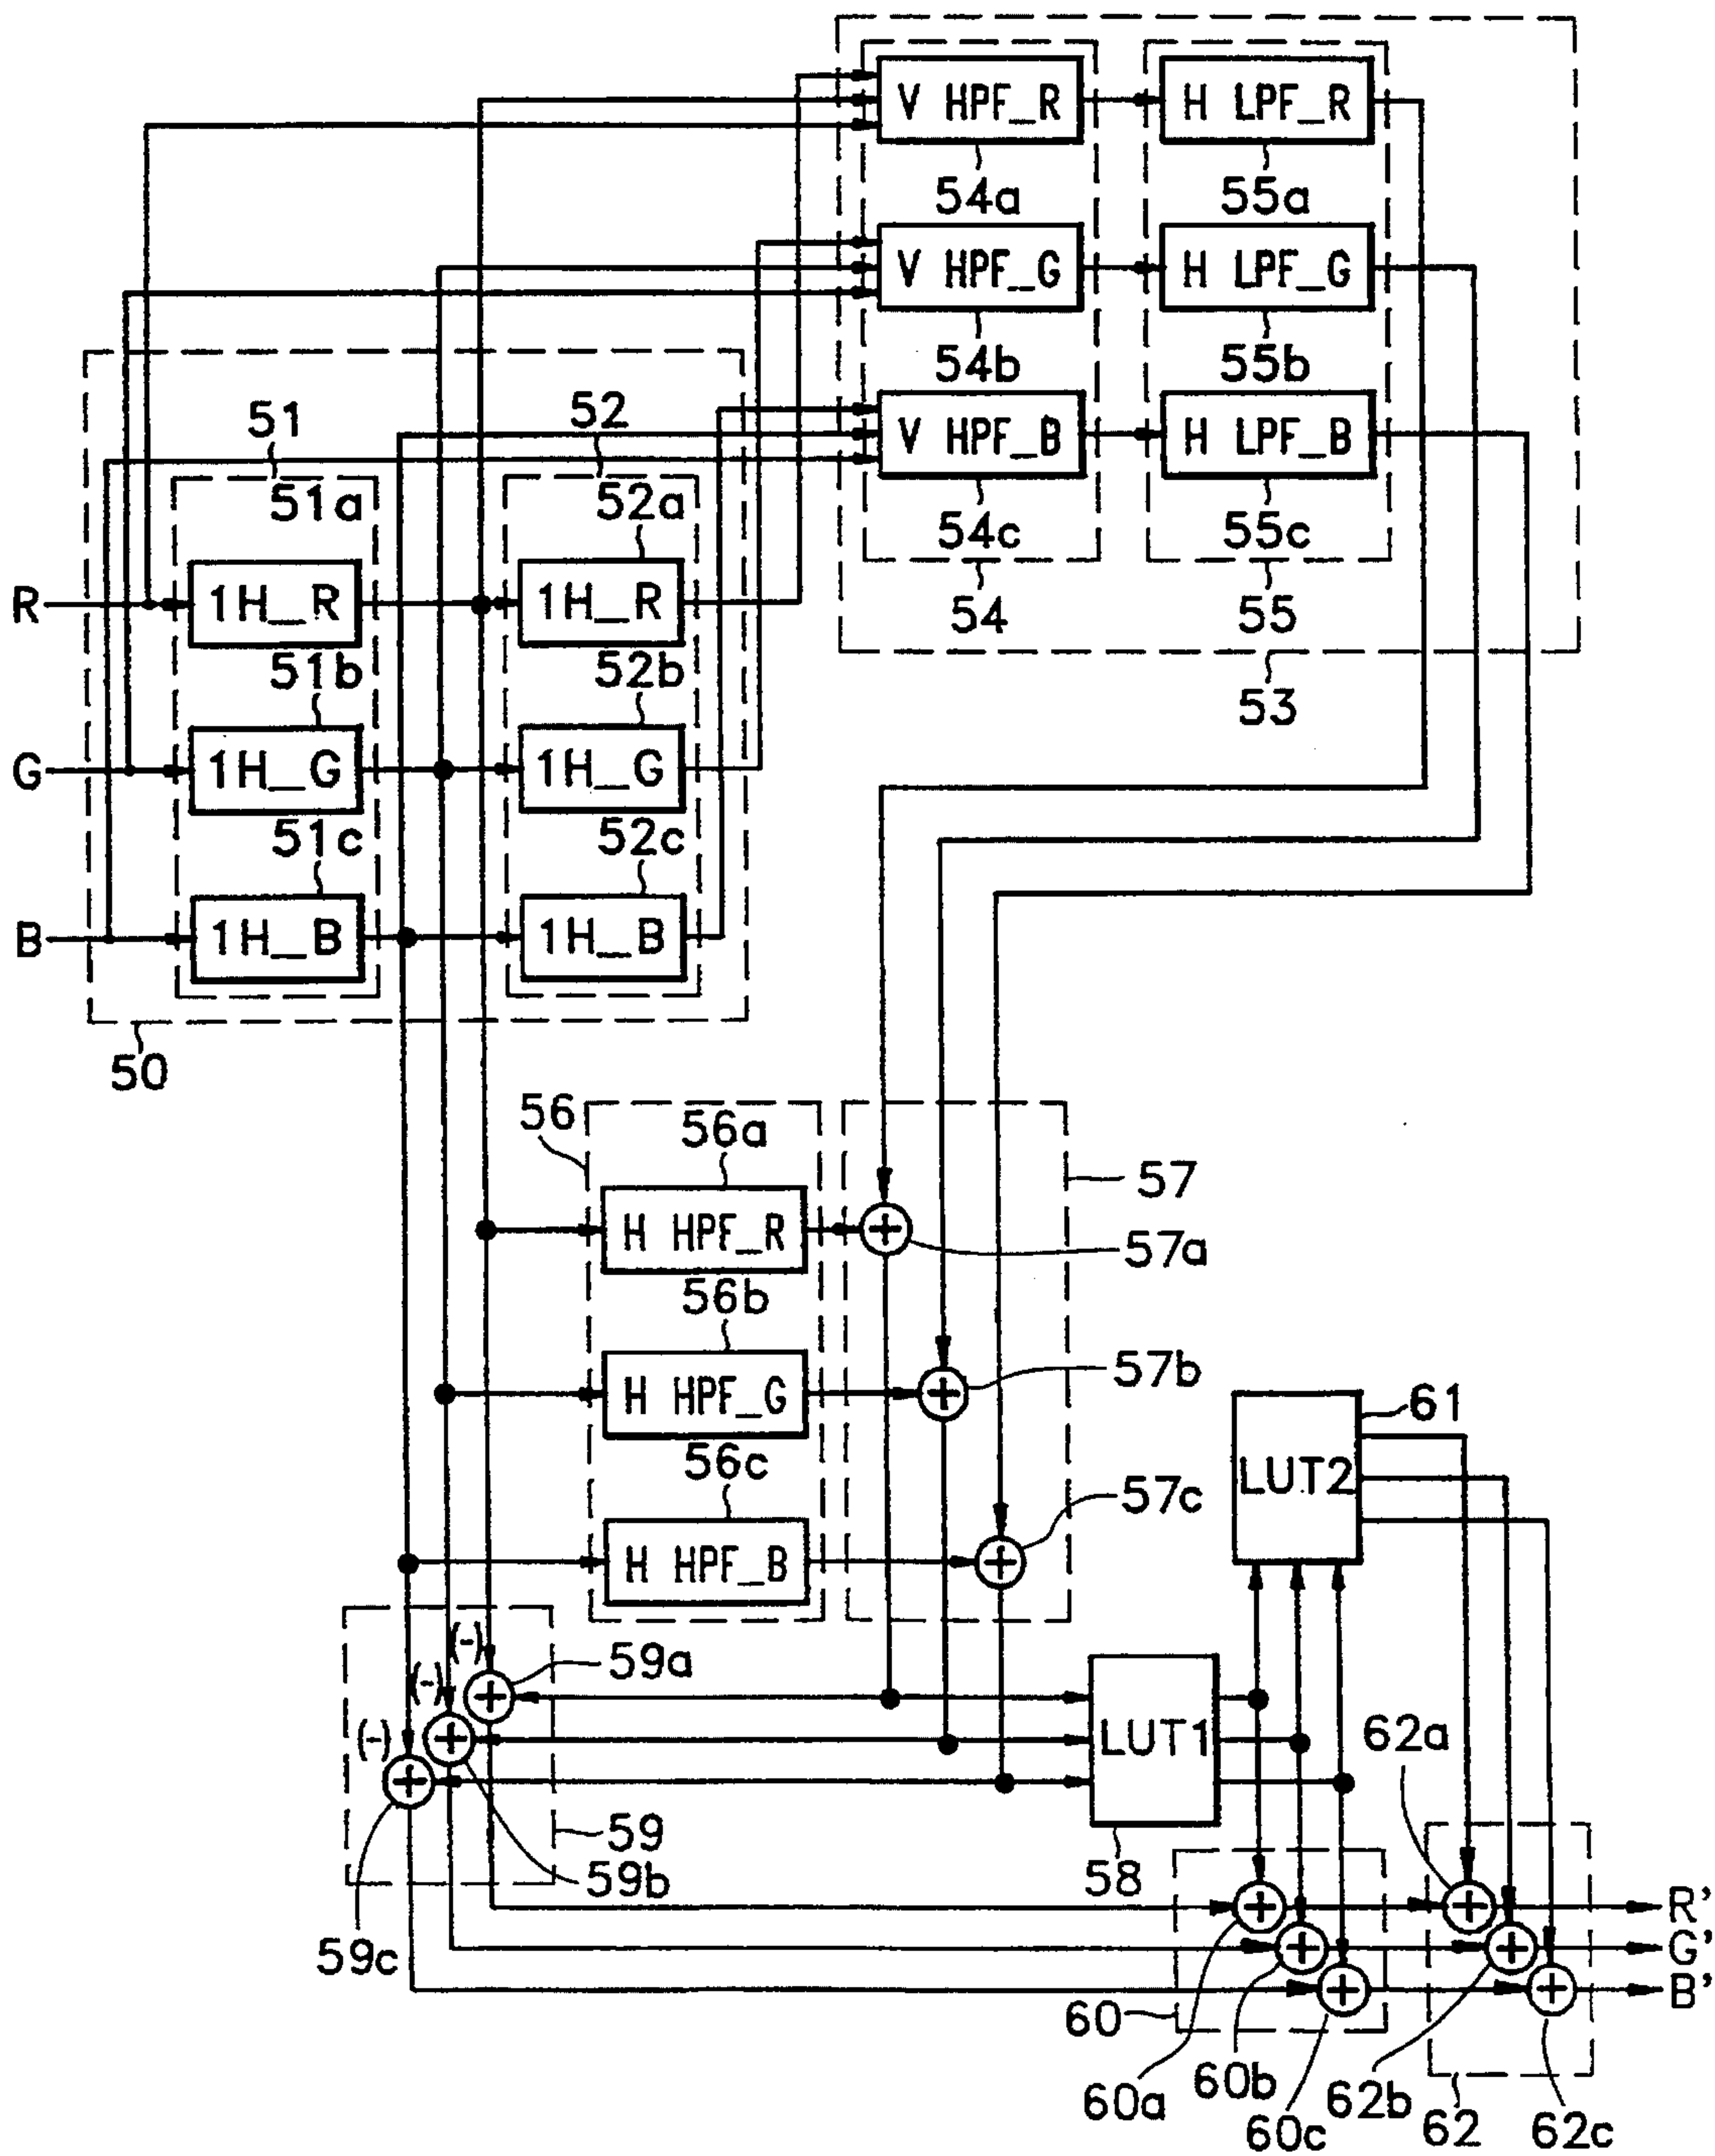 V HPF_R
H LPF_R
54a
55a
V HPF_G
H LPF_G
54b
55b
51
52
V HPF_B
H LPF_B
51a
52a
54c
55c
R
1H_R
1H_R
54
55
51b
52b
53
G
1H_G
1H_G
51c
52c
B
1H_B
1H_B
50
56
56a
57
H HPF_R
57a
56b
57b
H HPF_G
61
56c
LUT2
57c
H HPF_B
(-)
59a
(-)
(-)
LUT1
62a
59
59b
58
59c
R'
G'
B'
60
60a
60b
60c
62b
62
62c